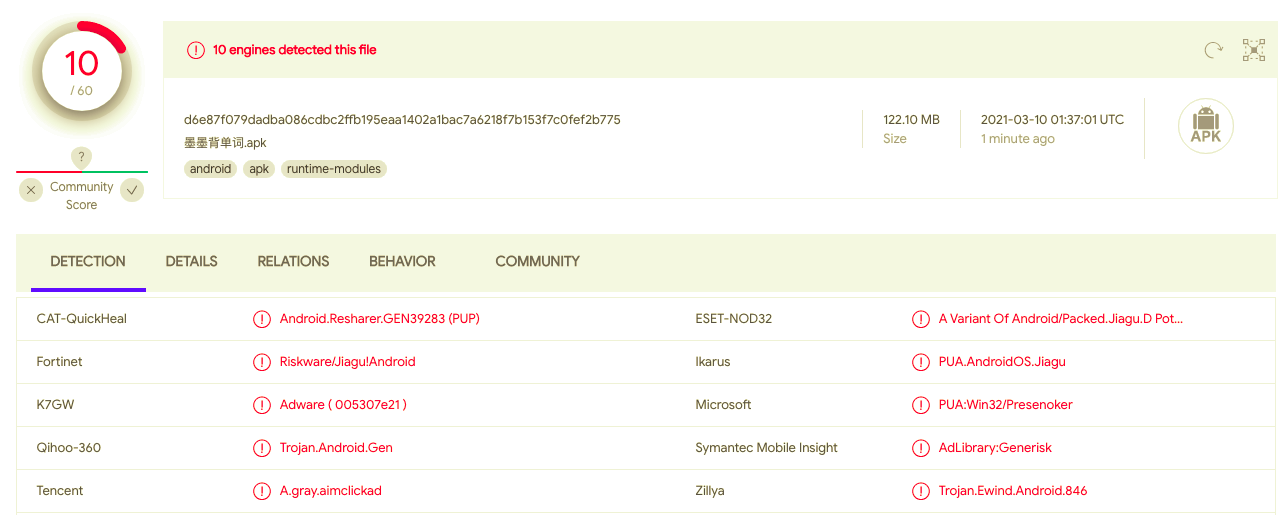 10
/ 60
?
Community
Score
10 engines detected this file
d6e87f079dadba086cdbc2ffb195eaa1402a1bac7a6218f7b153f7c0fef2b775
墨墨背单词.apk
android apk runtime-modules
122.10 MB
Size
2021-03-10 01:37:01 UTC
1 minute ago
APK
DETECTION DETAILS RELATIONS BEHAVIOR COMMUNITY
CAT-QuickHeal Android.Resharer.GEN39283 (PUP) ESET-NOD32 A Variant Of Android/Packed.Jiagu.D Pot...
Fortinet Riskware/Jiagu!Android Ikarus PUA.AndroidOS.Jiagu
K7GW Adware ( 005307e21 ) Microsoft PUA:Win32/Presenoker
Qihoo-360 Trojan.Android.Gen Symantec Mobile Insight AdLibrary:Generisk
Tencent A.gray.aimclickad Zillya Trojan.Ewind.Android.846